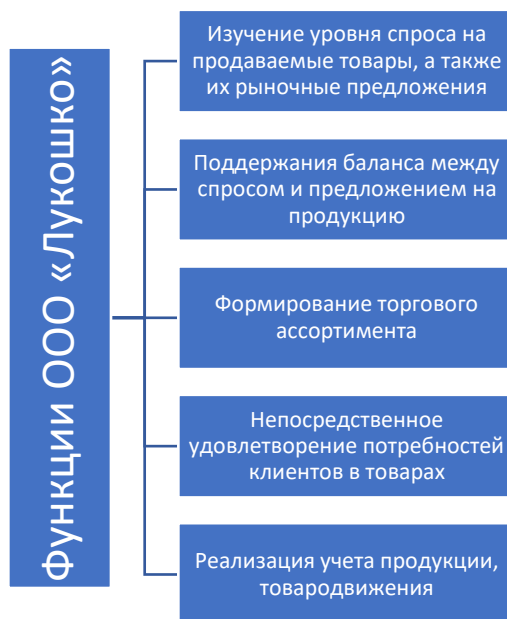 Функции ООО «Лукошко»
Изучение уровня спроса на
продаваемые товары, а также
их рыночные предложения
Поддержания баланса между
спросом и предложением на
продукцию
Формирование торгового
ассортимента
Непосредственное
удовлетворение потребностей
клиентов в товарах
Реализация учета продукции,
товародвижения